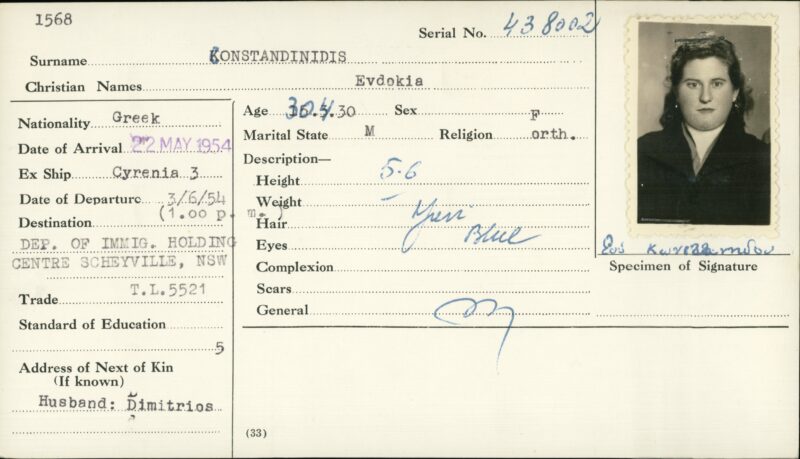 1568
Serial No. 438002
Surname KONSTANDINIDIS
Christian Names Evdokia
Nationality Greek
Date of Arrival 22 MAY 1954
Ex Ship Cyrenia 3
Date of Departure 3/6/54
(1.00 p. m.)
Destination
DEP. OF IMMIG. HOLDING
CENTRE SCHEYVILLE, NSW
Trade T.L.5521
Standard of Education
5
Address of Next of Kin
(If known)
Husband: Dimitrios
Age 30.4.30 Sex F
Marital State M Religion orth.
Description—
Height 5-6
Weight –
Hair
Eyes Blue
Complexion
Scars
General
(33)
Specimen of Signature